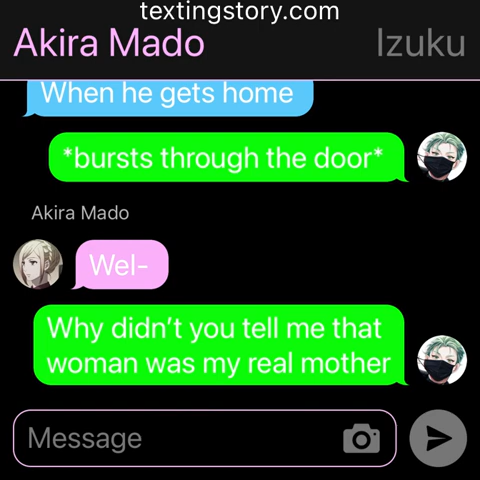 textingstory.com
Akira Mado
Izuku
When he gets home
*bursts through the door*
Akira Mado
Wel-
Why didn’t you tell me that
woman was my real mother
Message